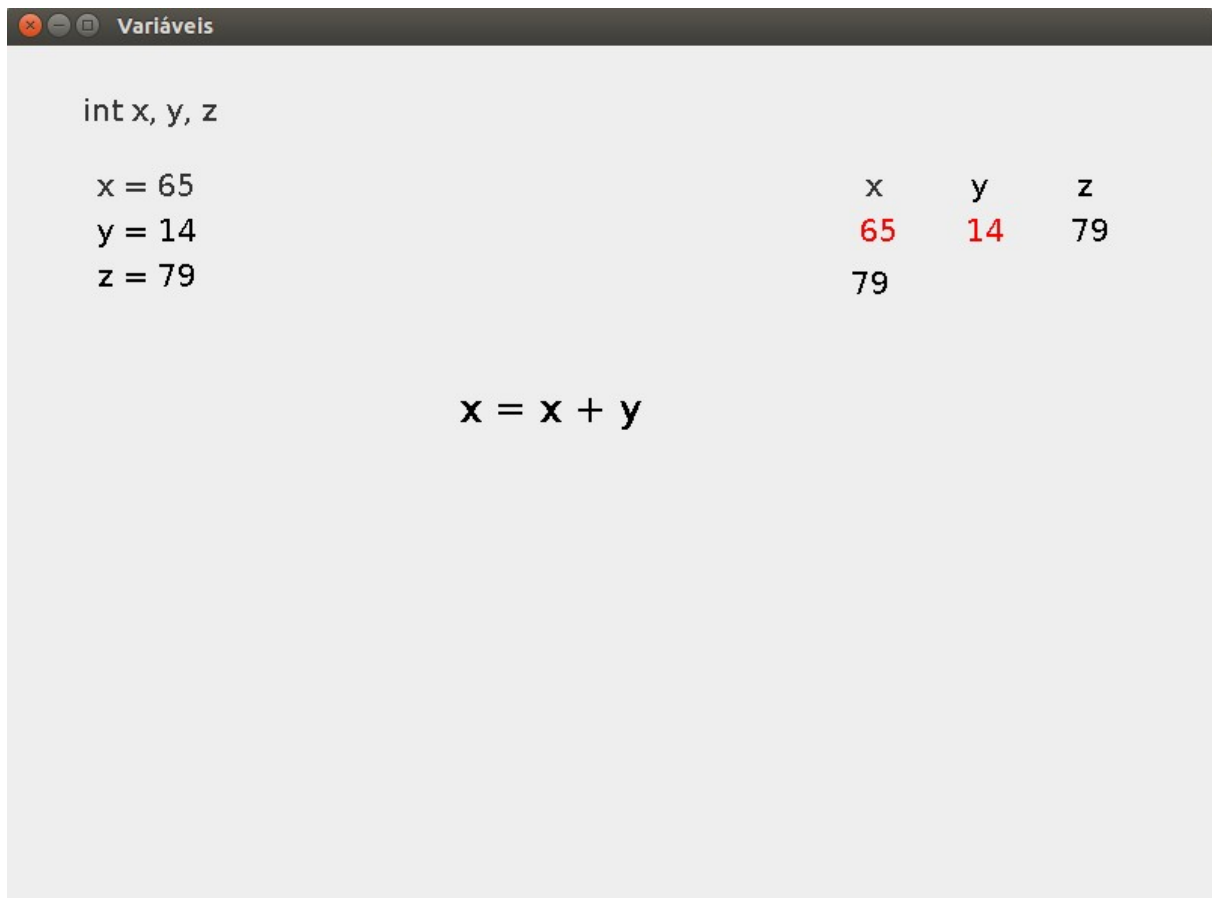 Variáveis
int x, y, z
x = 65 x y z
y = 14 65 14 79
z = 79 79
x = x + y